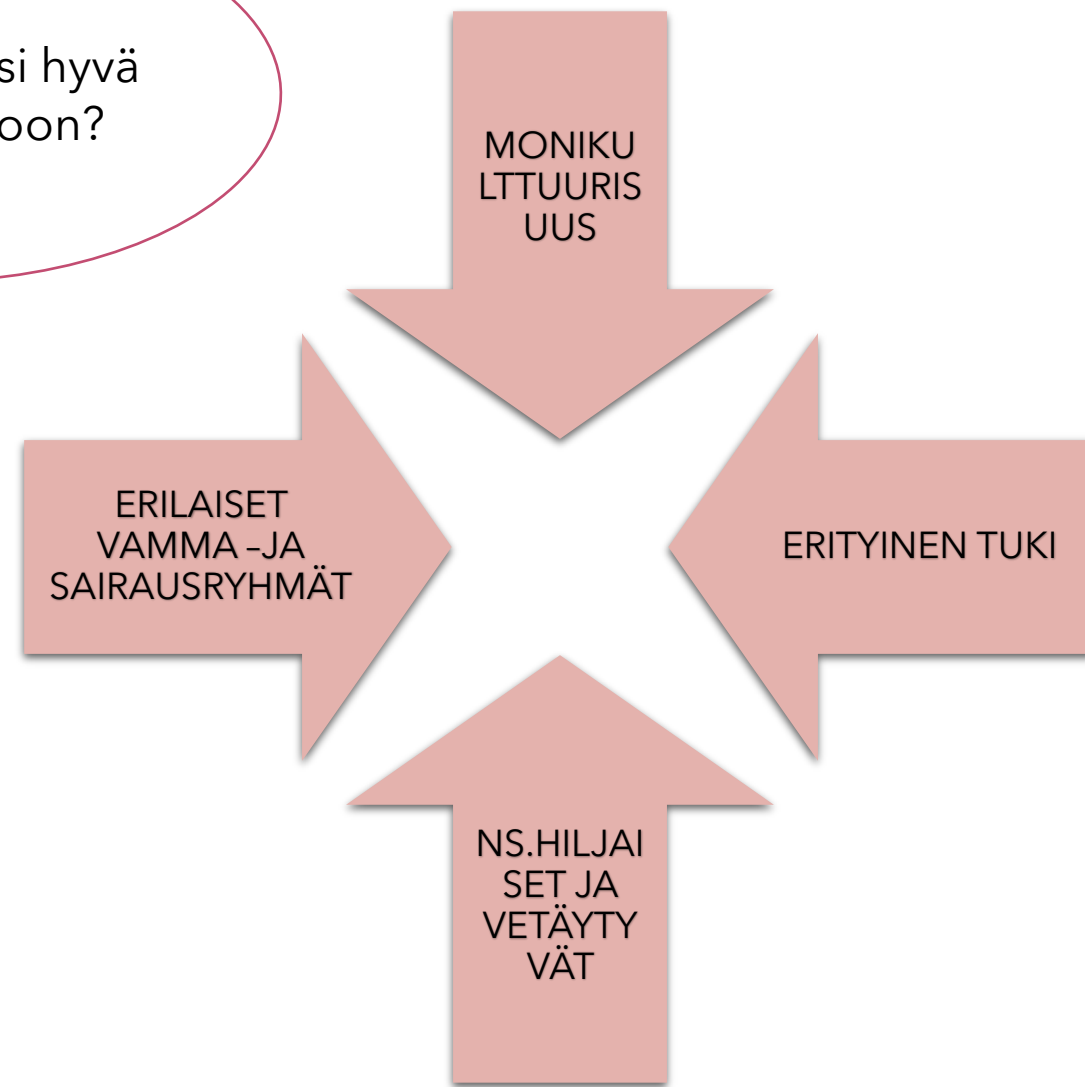 si hyvä
oon?
MONIKU
LTTUURIS
UUS
ERILAISET
VAMMA –JA
SAIRAUSRYHMÄT
ERITYINEN TUKI
NS.HILJAI
SET JA
VETÄYTY
VÄT